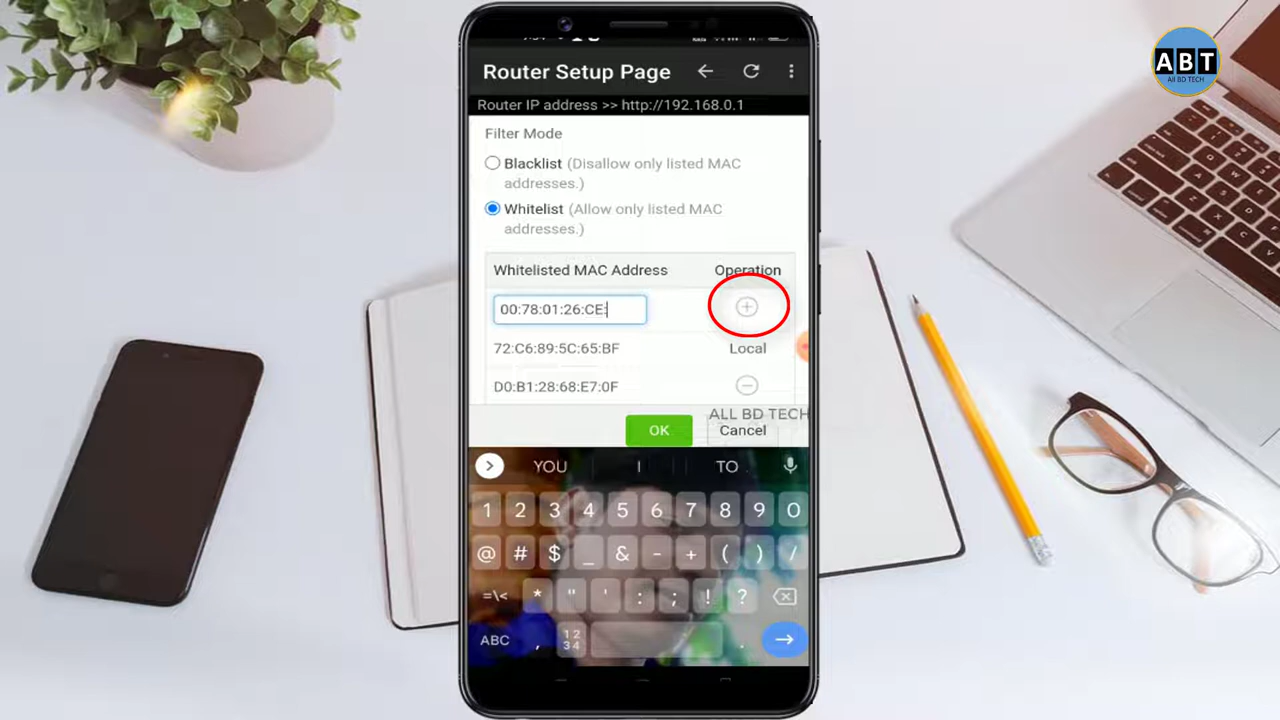 ABT
All BD TECH
Router Setup Page
Router IP address >> http://192.168.0.1
Filter Mode
Blacklist (Disallow only listed MAC
addresses.)
Whitelist (Allow only listed MAC
addresses.)
Whitelisted MAC Address Operation
00:78:01:26:CE:
72:C6:89:5C:65:BF Local
D0:B1:28:68:E7:0F
ALL BD TECH
OK Cancel
YOU I TO
1 2 3 4 5 6 7 8 9 0
@ # $ _ & - + ( ) /
=\< * " ' : ; ! ?
ABC , 12 34 .